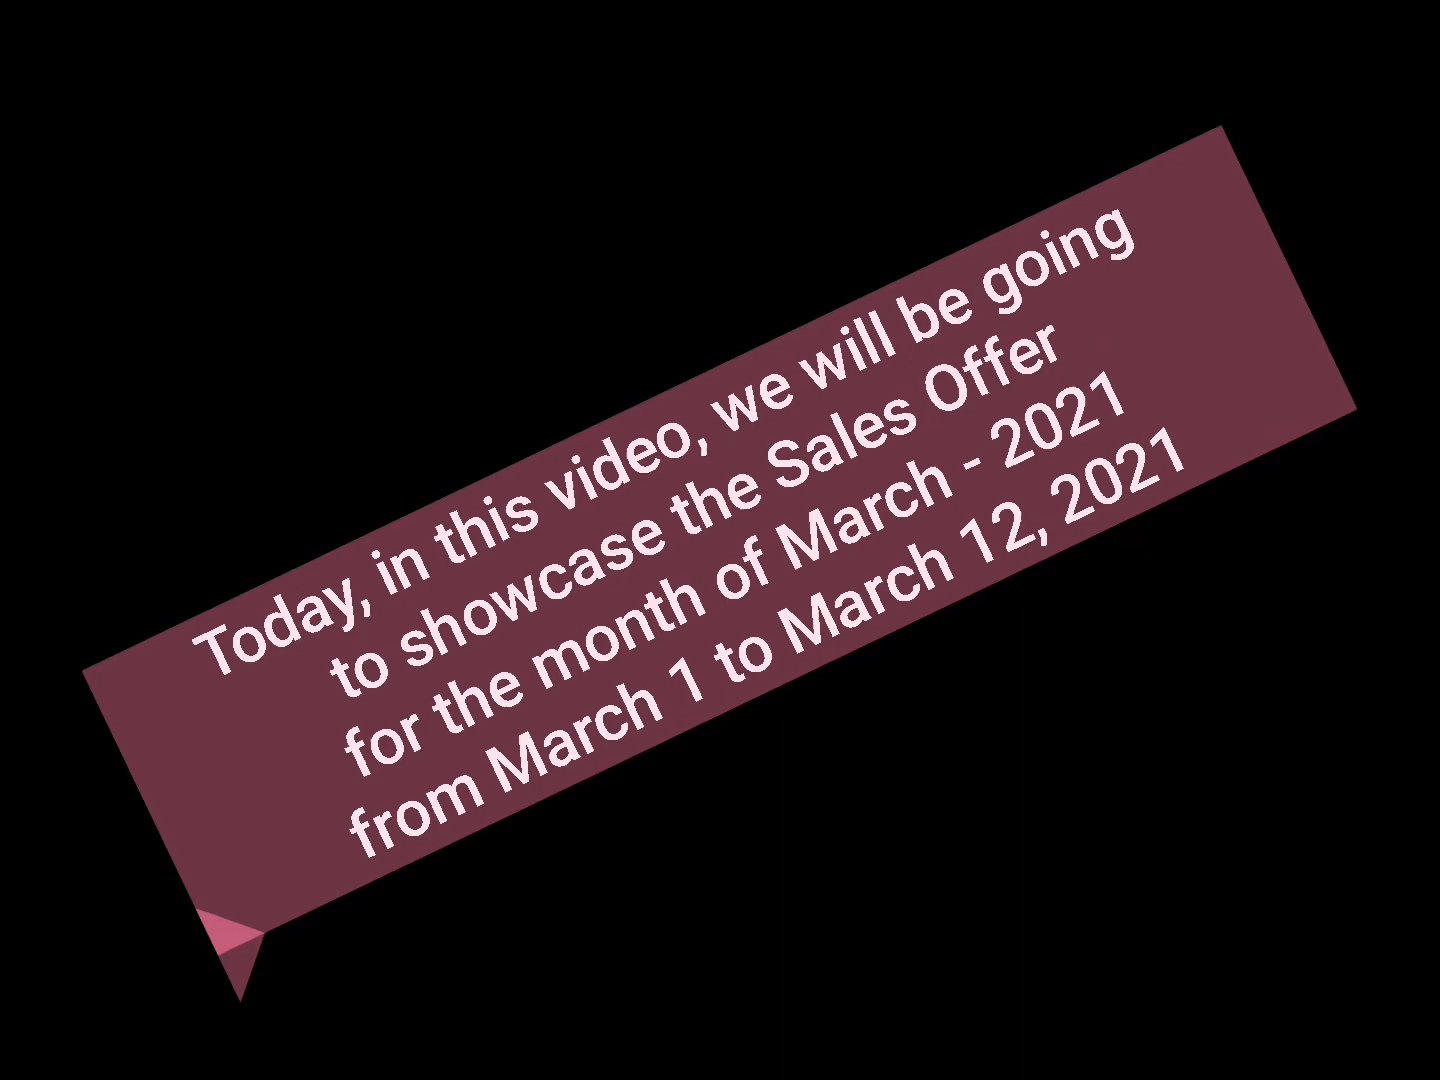 Today, in this video, we will be going
to showcase the Sales Offer
for the month of March - 2021
from March 1 to March 12, 2021